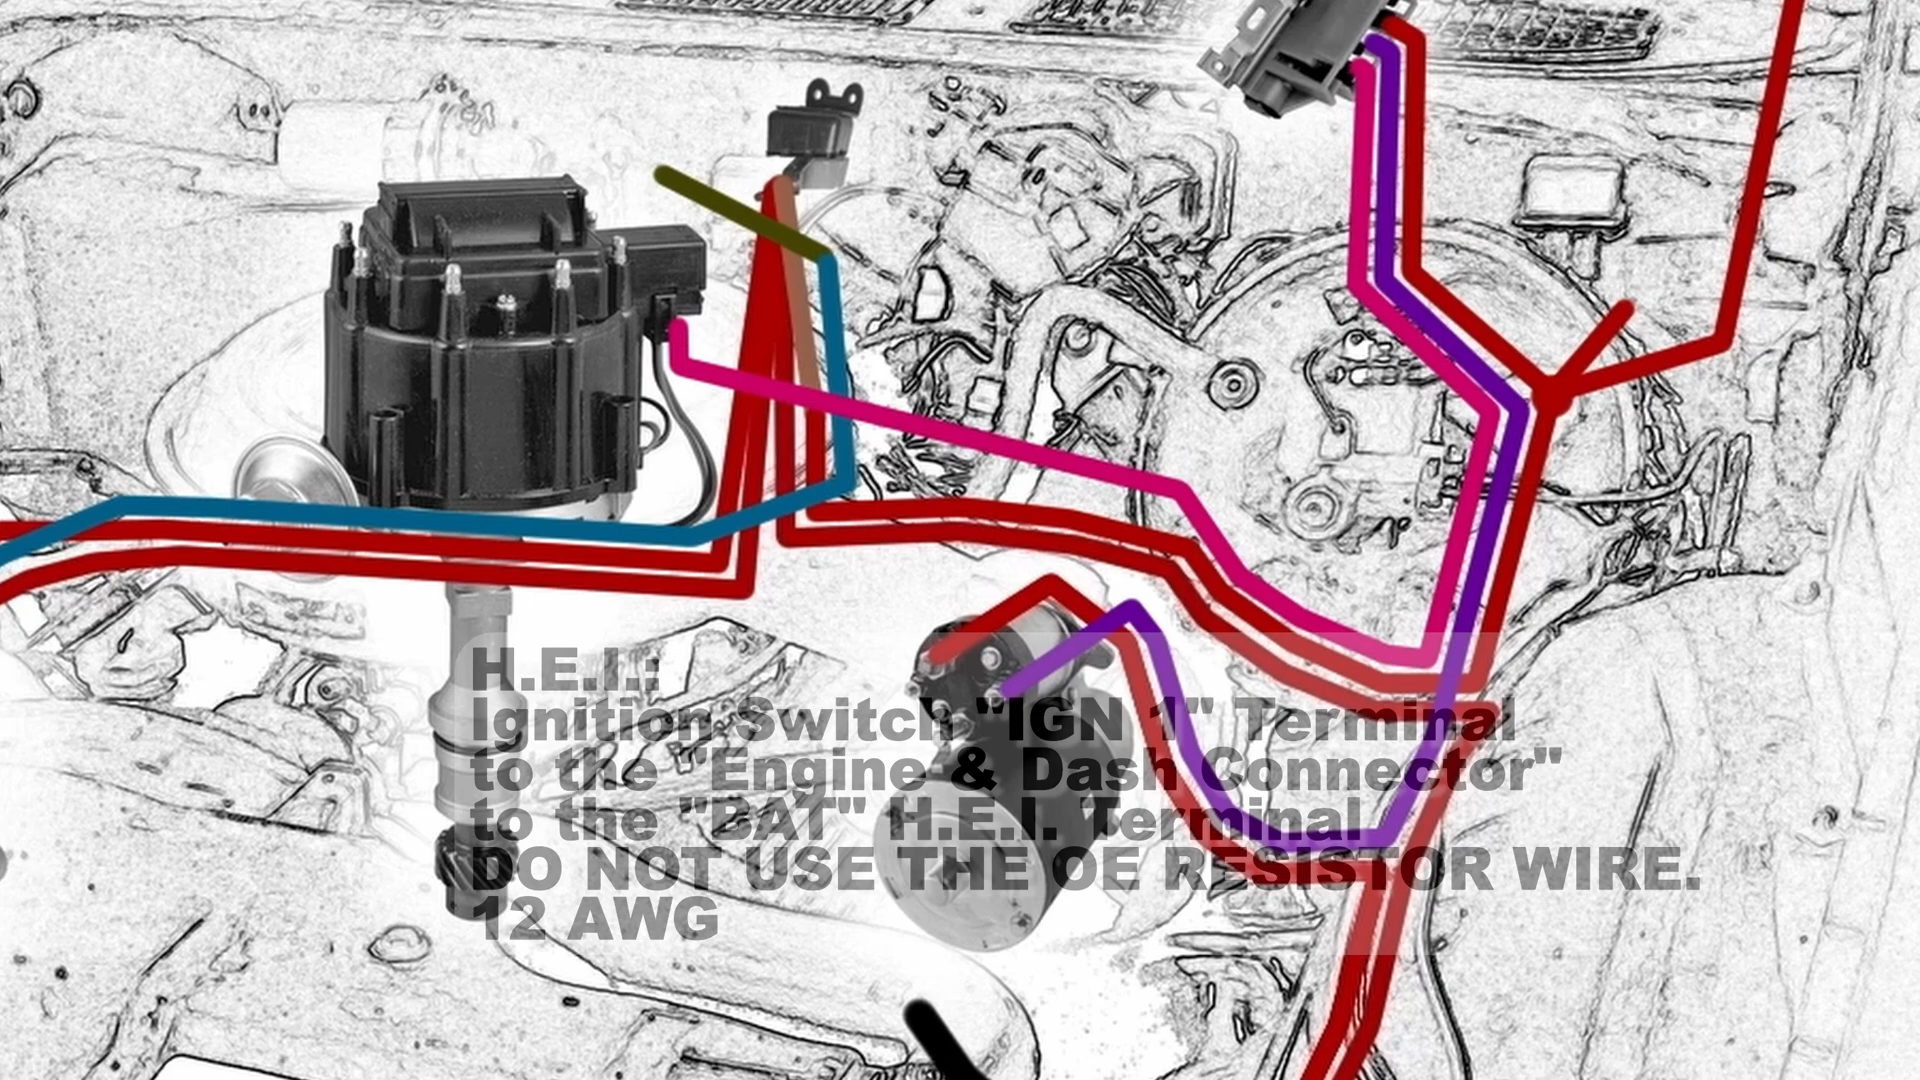 H.E.I.:
Ignition Switch "IGN 1" Terminal
to the "Engine & Dash Connector"
to the "BAT" H.E.I. Terminal
DO NOT USE THE OE RESISTOR WIRE.
12 AWG